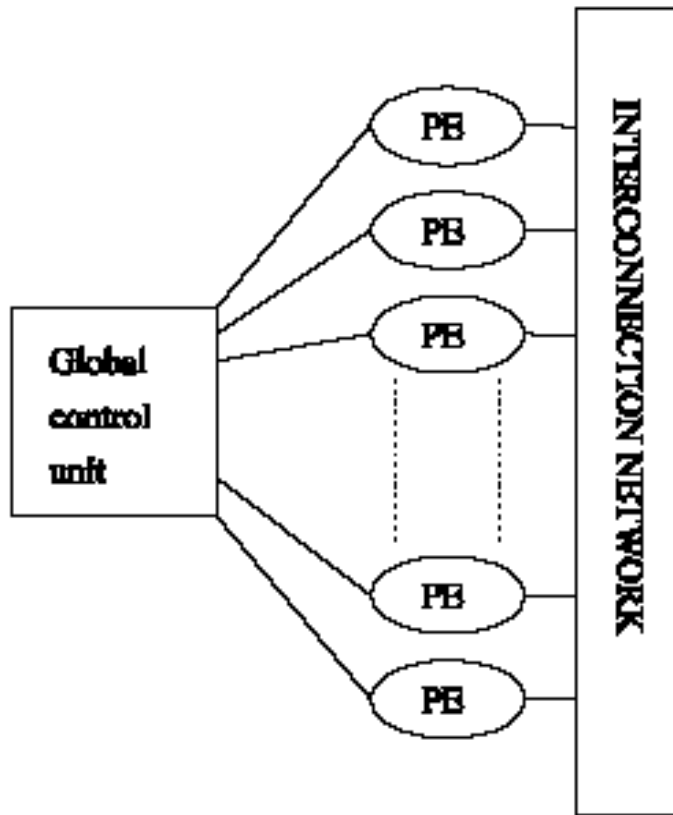 PE
PE
PE
Global
control
unit
PE
PE
INTERCONNECTION NETWORK